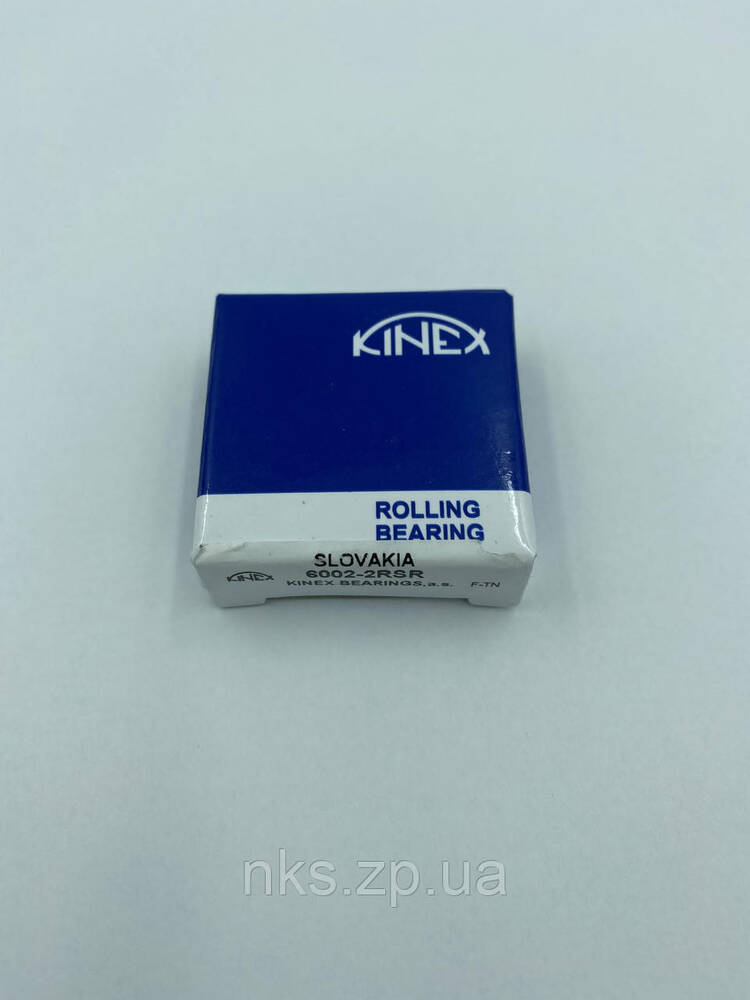 KINEX
ROLLING
BEARING
SLOVAKIA
KINEX
6002-2RSR
KINEX BEARINGS,a.s.
F-TN
nks.zp.ua